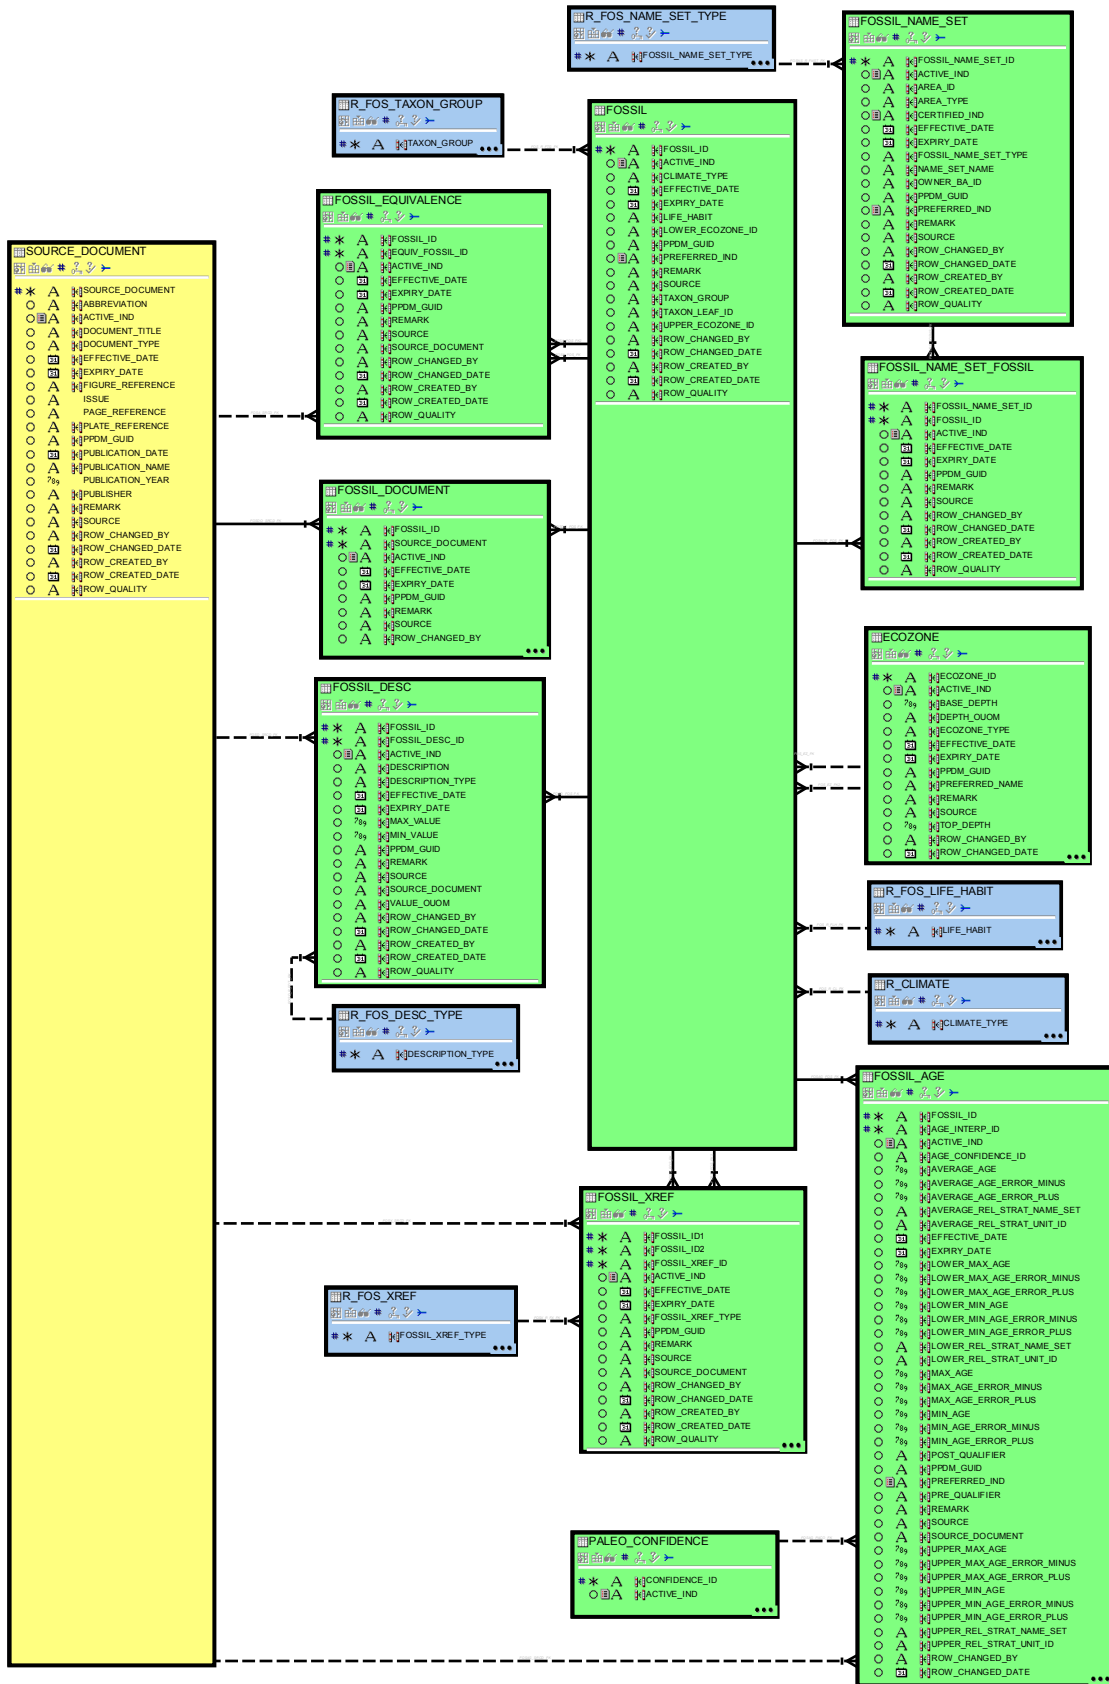 R_FOS_NAME_SET_TYPE
FOSSIL_NAME_SET_TYPE
FOSSIL_NAME_SET
FOSSIL_NAME_SET_ID
ACTIVE_IND
AREA_ID
AREA_TYPE
CERTIFIED_IND
EFFECTIVE_DATE
EXPIRY_DATE
FOSSIL_NAME_SET_TYPE
NAME_SET_NAME
OWNER_BA_ID
PPDM_GUID
PREFERRED_IND
REMARK
SOURCE
ROW_CHANGED_BY
ROW_CHANGED_DATE
ROW_CREATED_BY
ROW_CREATED_DATE
ROW_QUALITY
R_FOS_TAXON_GROUP
TAXON_GROUP
FOSSIL
FOSSIL_ID
ACTIVE_IND
CLIMATE_TYPE
EFFECTIVE_DATE
EXPIRY_DATE
LIFE_HABIT
LOWER_ECOZONE_ID
PPDM_GUID
PREFERRED_IND
REMARK
SOURCE
TAXON_GROUP
TAXON_LEAF_ID
UPPER_ECOZONE_ID
ROW_CHANGED_BY
ROW_CHANGED_DATE
ROW_CREATED_BY
ROW_CREATED_DATE
ROW_QUALITY
FOSSIL_EQUIVALENCE
FOSSIL_ID
EQUIV_FOSSIL_ID
ACTIVE_IND
EFFECTIVE_DATE
EXPIRY_DATE
PPDM_GUID
REMARK
SOURCE
SOURCE_DOCUMENT
ROW_CHANGED_BY
ROW_CHANGED_DATE
ROW_CREATED_BY
ROW_CREATED_DATE
ROW_QUALITY
SOURCE_DOCUMENT
SOURCE_DOCUMENT
ABBREVIATION
ACTIVE_IND
DOCUMENT_TITLE
DOCUMENT_TYPE
EFFECTIVE_DATE
EXPIRY_DATE
FIGURE_REFERENCE
ISSUE
PAGE_REFERENCE
PLATE_REFERENCE
PPDM_GUID
PUBLICATION_DATE
PUBLICATION_NAME
PUBLICATION_YEAR
PUBLISHER
REMARK
SOURCE
ROW_CHANGED_BY
ROW_CHANGED_DATE
ROW_CREATED_BY
ROW_CREATED_DATE
ROW_QUALITY
FOSSIL_NAME_SET_FOSSIL
FOSSIL_NAME_SET_ID
FOSSIL_ID
ACTIVE_IND
EFFECTIVE_DATE
EXPIRY_DATE
PPDM_GUID
REMARK
SOURCE
ROW_CHANGED_BY
ROW_CHANGED_DATE
ROW_CREATED_BY
ROW_CREATED_DATE
ROW_QUALITY
FOSSIL_DOCUMENT
FOSSIL_ID
SOURCE_DOCUMENT
ACTIVE_IND
EFFECTIVE_DATE
EXPIRY_DATE
PPDM_GUID
REMARK
SOURCE
ROW_CHANGED_BY
ECOZONE
ECOZONE_ID
ACTIVE_IND
BASE_DEPTH
DEPTH_OUOM
ECOZONE_TYPE
EFFECTIVE_DATE
EXPIRY_DATE
PPDM_GUID
PREFERRED_NAME
REMARK
SOURCE
TOP_DEPTH
ROW_CHANGED_BY
ROW_CHANGED_DATE
FOSSIL_DESC
FOSSIL_ID
FOSSIL_DESC_ID
ACTIVE_IND
DESCRIPTION
DESCRIPTION_TYPE
EFFECTIVE_DATE
EXPIRY_DATE
MAX_VALUE
MIN_VALUE
PPDM_GUID
REMARK
SOURCE
SOURCE_DOCUMENT
VALUE_OUOM
ROW_CHANGED_BY
ROW_CHANGED_DATE
ROW_CREATED_BY
ROW_CREATED_DATE
ROW_QUALITY
R_FOS_LIFE_HABIT
LIFE_HABIT
R_CLIMATE
CLIMATE_TYPE
R_FOS_DESC_TYPE
DESCRIPTION_TYPE
FOSSIL_AGE
FOSSIL_ID
AGE_INTERP_ID
ACTIVE_IND
AGE_CONFIDENCE_ID
AVERAGE_AGE
AVERAGE_AGE_ERROR_MINUS
AVERAGE_AGE_ERROR_PLUS
AVERAGE_REL_STRAT_NAME_SET
AVERAGE_REL_STRAT_UNIT_ID
EFFECTIVE_DATE
EXPIRY_DATE
LOWER_MAX_AGE
LOWER_MAX_AGE_ERROR_MINUS
LOWER_MAX_AGE_ERROR_PLUS
LOWER_MIN_AGE
LOWER_MIN_AGE_ERROR_MINUS
LOWER_MIN_AGE_ERROR_PLUS
LOWER_REL_STRAT_NAME_SET
LOWER_REL_STRAT_UNIT_ID
MAX_AGE
MAX_AGE_ERROR_MINUS
MAX_AGE_ERROR_PLUS
MIN_AGE
MIN_AGE_ERROR_MINUS
MIN_AGE_ERROR_PLUS
POST_QUALIFIER
PPDM_GUID
PREFERRED_IND
PRE_QUALIFIER
REMARK
SOURCE
SOURCE_DOCUMENT
UPPER_MAX_AGE
UPPER_MAX_AGE_ERROR_MINUS
UPPER_MAX_AGE_ERROR_PLUS
UPPER_MIN_AGE
UPPER_MIN_AGE_ERROR_MINUS
UPPER_MIN_AGE_ERROR_PLUS
UPPER_REL_STRAT_NAME_SET
UPPER_REL_STRAT_UNIT_ID
ROW_CHANGED_BY
ROW_CHANGED_DATE
FOSSIL_XREF
FOSSIL_ID1
FOSSIL_ID2
FOSSIL_XREF_ID
ACTIVE_IND
EFFECTIVE_DATE
EXPIRY_DATE
FOSSIL_XREF_TYPE
PPDM_GUID
REMARK
SOURCE
SOURCE_DOCUMENT
ROW_CHANGED_BY
ROW_CHANGED_DATE
ROW_CREATED_BY
ROW_CREATED_DATE
ROW_QUALITY
R_FOS_XREF
FOSSIL_XREF_TYPE
PALEO_CONFIDENCE
CONFIDENCE_ID
ACTIVE_IND